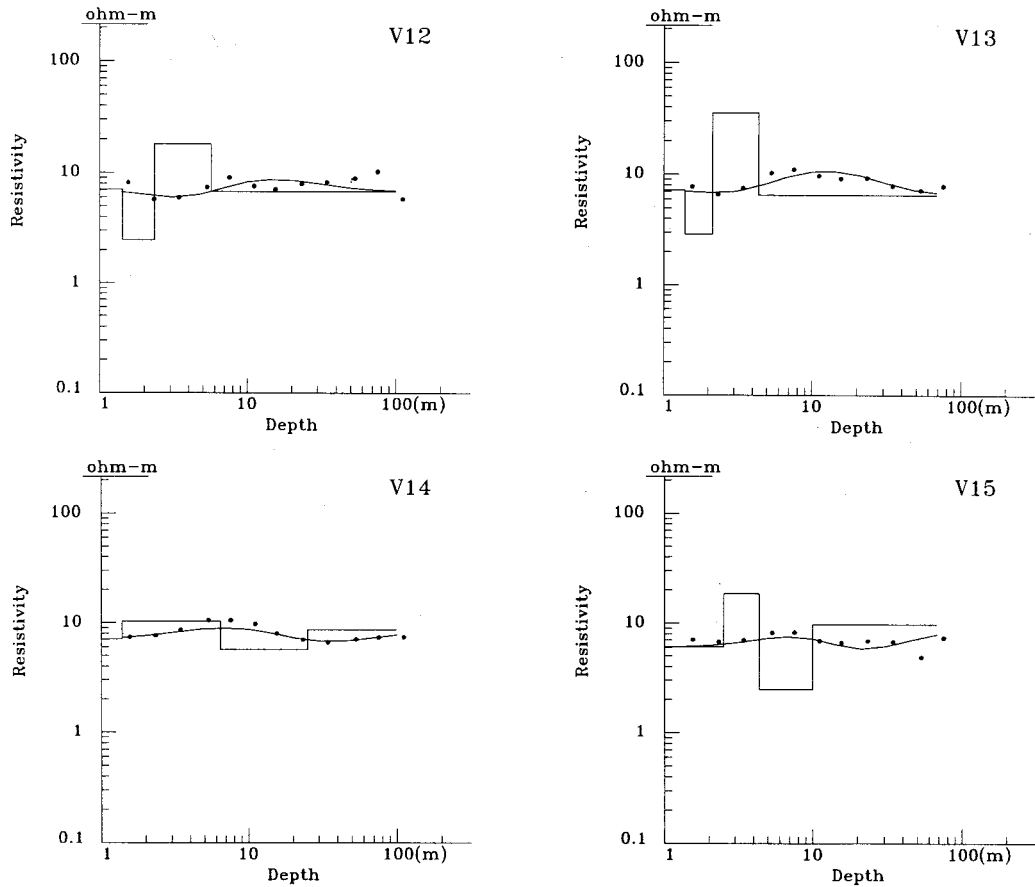 ohm-m
V12
100
10
1
0.1
Resistivity
1
10
100(m)
Depth
ohm-m
V13
100
10
1
0.1
Resistivity
1
10
100(m)
Depth
ohm-m
V14
100
10
1
0.1
Resistivity
1
10
100(m)
Depth
ohm-m
V15
100
10
1
0.1
Resistivity
1
10
100(m)
Depth